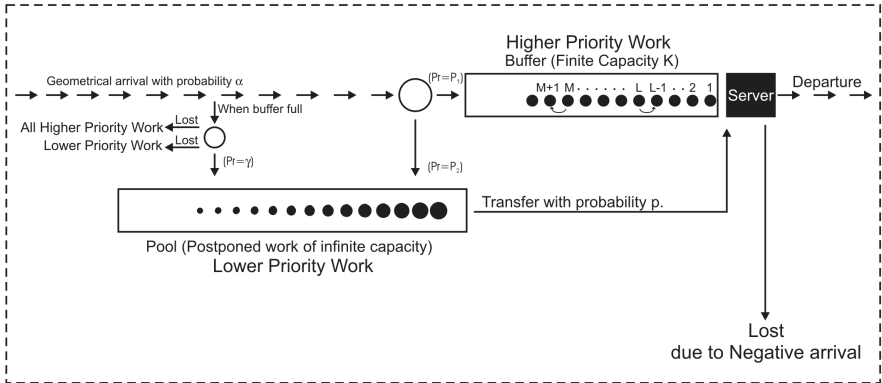 Higher Priority Work
Buffer (Finite Capacity K)
Geometrical arrival with probability α
(Pr=P₁)
M+1 M · · · · · · L L-1 · · 2 1
Server
Departure
When buffer full
Lost
All Higher Priority Work
Lost
Lower Priority Work
(Pr=γ)
(Pr=P₂)
Transfer with probability p.
Pool (Postponed work of infinite capacity)
Lower Priority Work
Lost
due to Negative arrival